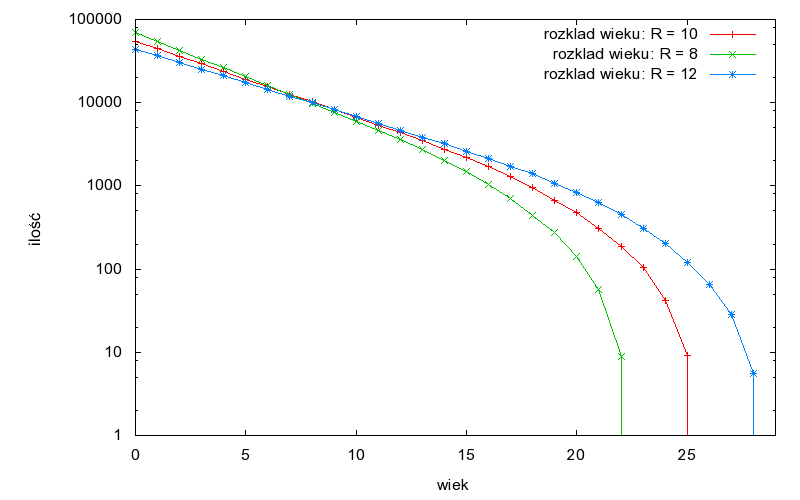 100000
10000
1000
100
10
1
ilość
rozklad wieku: R = 10
rozklad wieku: R = 8
rozklad wieku: R = 12
0 5 10 15 20 25
wiek